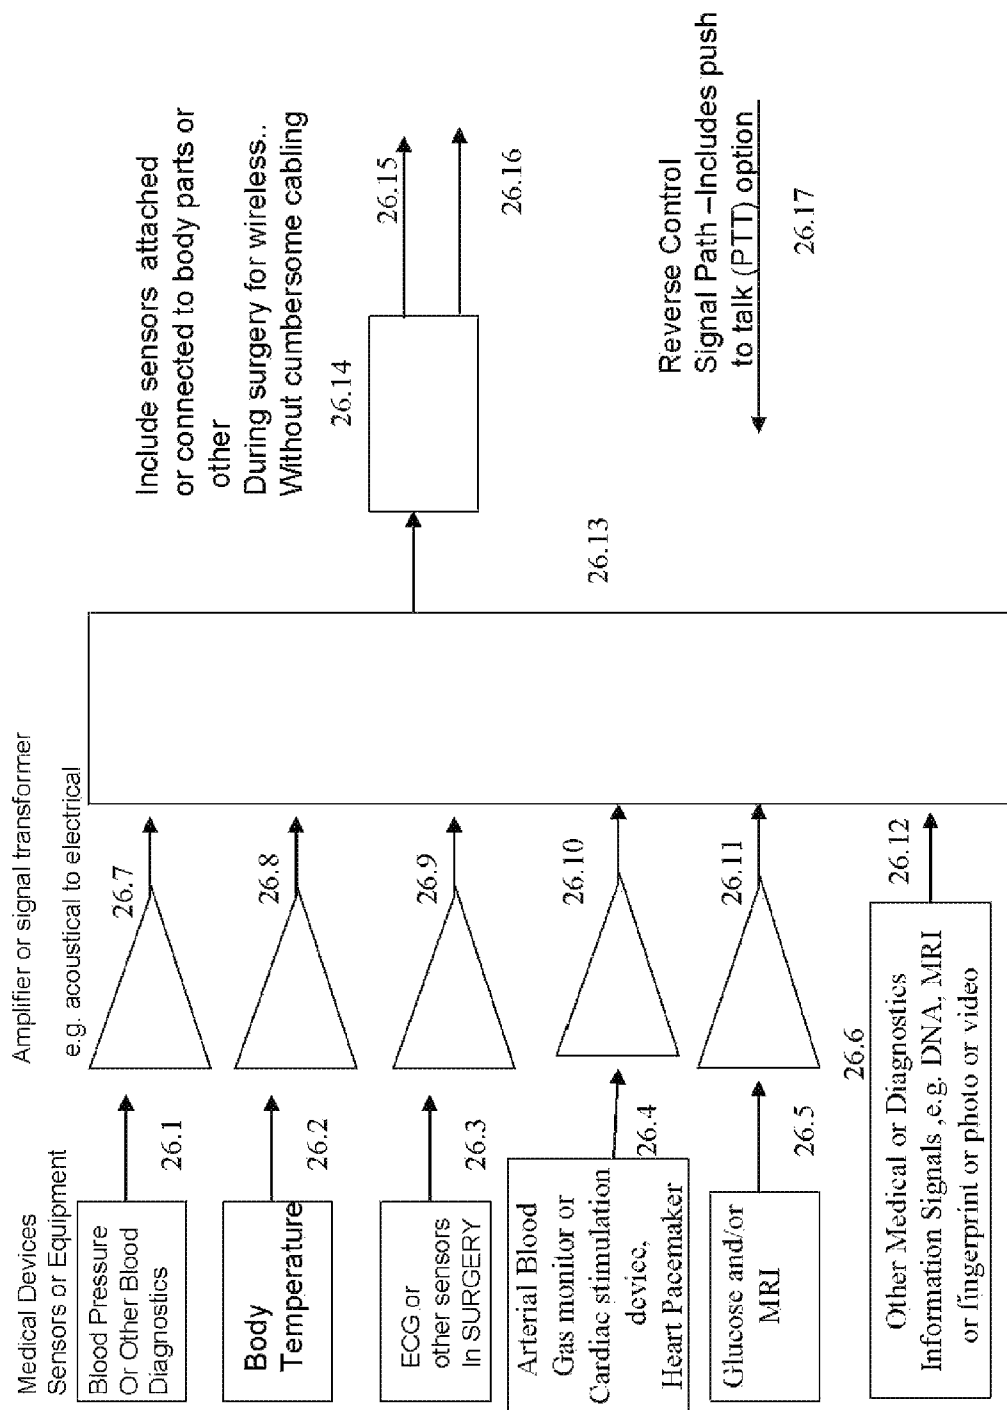 Medical Devices
Sensors or Equipment
Amplifier or signal transformer
e.g. acoustical to electrical
Blood Pressure
Or Other Blood
Diagnostics
26.1
26.7
Body
Temperature
26.2
26.8
ECG or
other sensors
In SURGERY
26.3
26.9
Arterial Blood
Gas monitor or
Cardiac stimulation
device,
Heart Pacemaker
26.4
26.10
Glucose and/or
MRI
26.5
26.11
26.6
Other Medical or Diagnostics
Information Signals ,e.g. DNA, MRI
or fingerprint or photo or video
26.12
26.13
Include sensors attached
or connected to body parts or
other
During surgery for wireless..
Without cumbersome cabling
26.14
26.15
26.16
Reverse Control
Signal Path –Includes push
to talk (PTT) option
26.17